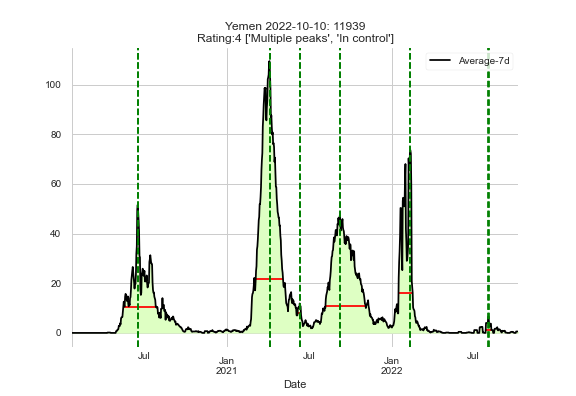 Yemen 2022-10-10: 11939
Rating:4 ['Multiple peaks', 'In control']
Average-7d
100
80
60
40
20
0
Jul
Jan
2021
Jul
Jan
2022
Jul
Date